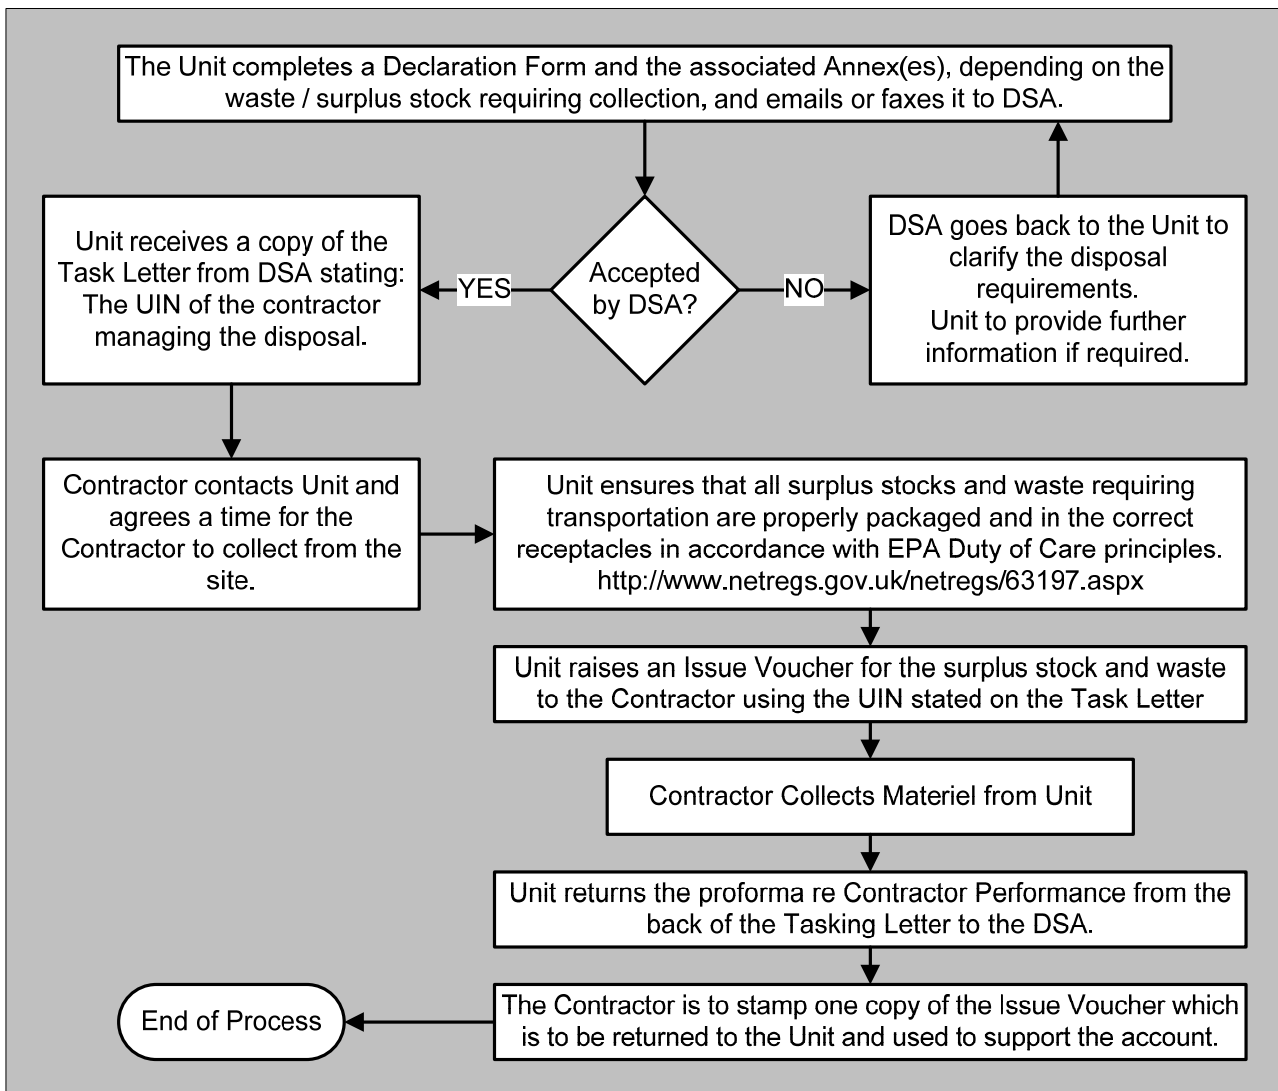 The Unit completes a Declaration Form and the associated Annex(es), depending on the
waste / surplus stock requiring collection, and emails or faxes it to DSA.
Accepted
by DSA?
YES
NO
DSA goes back to the Unit to
clarify the disposal
requirements.
Unit to provide further
information if required.
Unit receives a copy of the
Task Letter from DSA stating:
The UIN of the contractor
managing the disposal.
Contractor contacts Unit and
agrees a time for the
Contractor to collect from the
site.
Unit ensures that all surplus stocks and waste requiring
transportation are properly packaged and in the correct
receptacles in accordance with EPA Duty of Care principles.
http://www.netregs.gov.uk/netregs/63197.aspx
Unit raises an Issue Voucher for the surplus stock and waste
to the Contractor using the UIN stated on the Task Letter
Contractor Collects Materiel from Unit
Unit returns the proforma re Contractor Performance from the
back of the Tasking Letter to the DSA.
The Contractor is to stamp one copy of the Issue Voucher which
is to be returned to the Unit and used to support the account.
End of Process